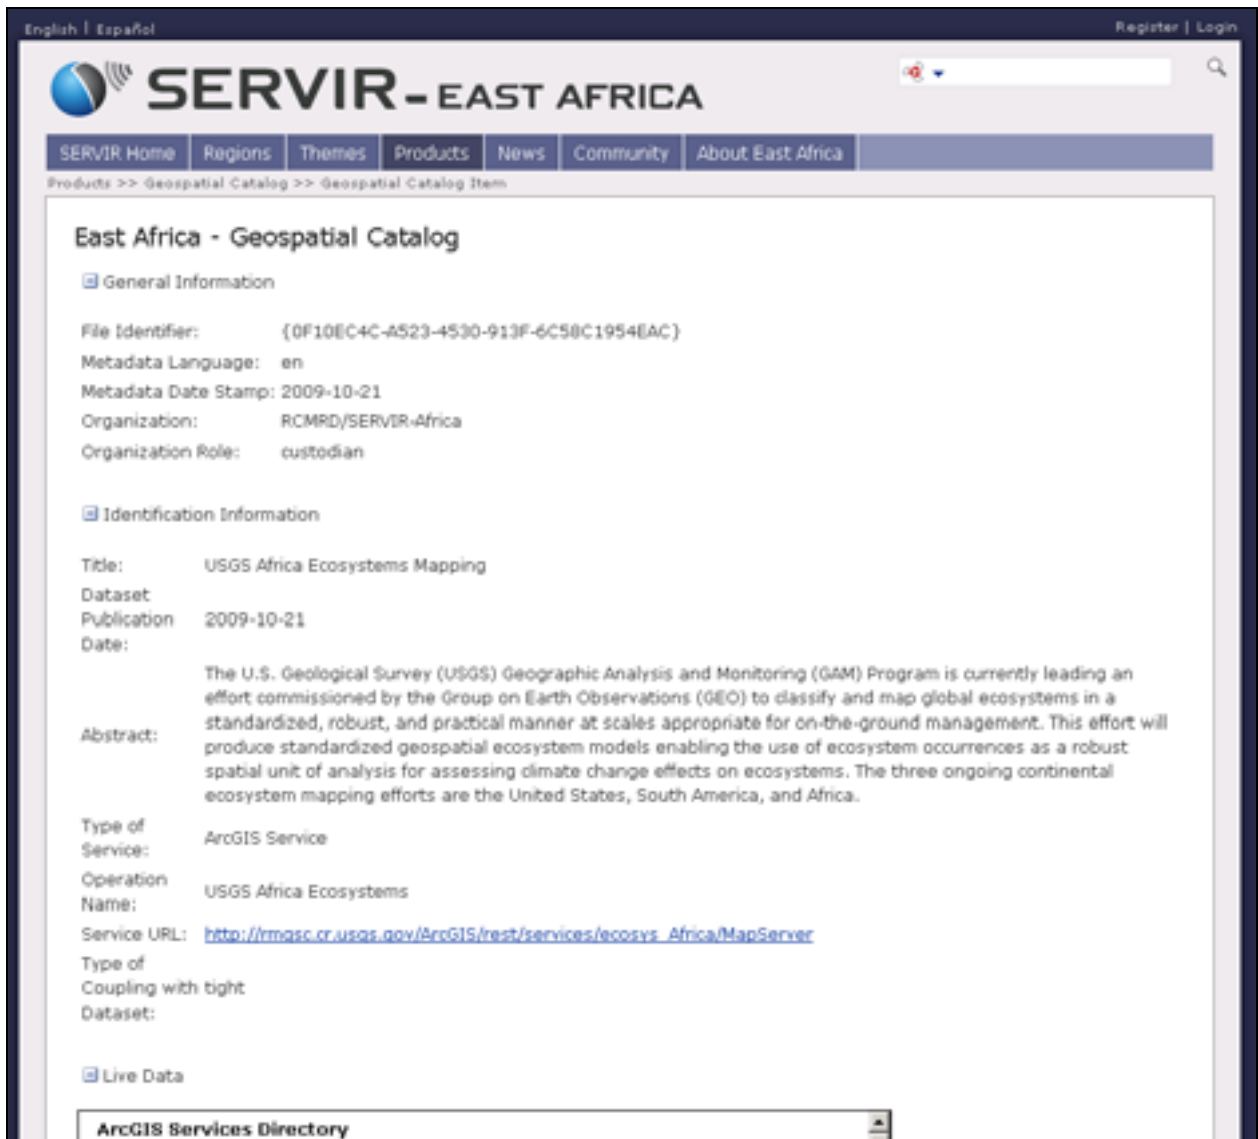 English | Español
Register | Login
SERVIR - EAST AFRICA
SERVIR Home Regions Themes Products News Community About East Africa
Products >> Geospatial Catalog >> Geospatial Catalog Item
East Africa - Geospatial Catalog
General Information
File Identifier: {0F10EC4C-A523-4530-913F-6C58C1954EAC}
Metadata Language: en
Metadata Date Stamp: 2009-10-21
Organization: RCMRD/SERVIR-Africa
Organization Role: custodian
Identification Information
Title: USGS Africa Ecosystems Mapping
Dataset
Publication 2009-10-21
Date:
The U.S. Geological Survey (USGS) Geographic Analysis and Monitoring (GAM) Program is currently leading an
effort commissioned by the Group on Earth Observations (GEO) to classify and map global ecosystems in a
standardized, robust, and practical manner at scales appropriate for on-the-ground management. This effort will
Abstract: produce standardized geospatial ecosystem models enabling the use of ecosystem occurrences as a robust
spatial unit of analysis for assessing climate change effects on ecosystems. The three ongoing continental
ecosystem mapping efforts are the United States, South America, and Africa.
Type of
Service: ArcGIS Service
Operation
Name: USGS Africa Ecosystems
Service URL: http://rmgsc.cr.usgs.gov/ArcGIS/rest/services/ecosys_Africa/MapServer
Type of
Coupling with tight
Dataset:
Live Data
ArcGIS Services Directory